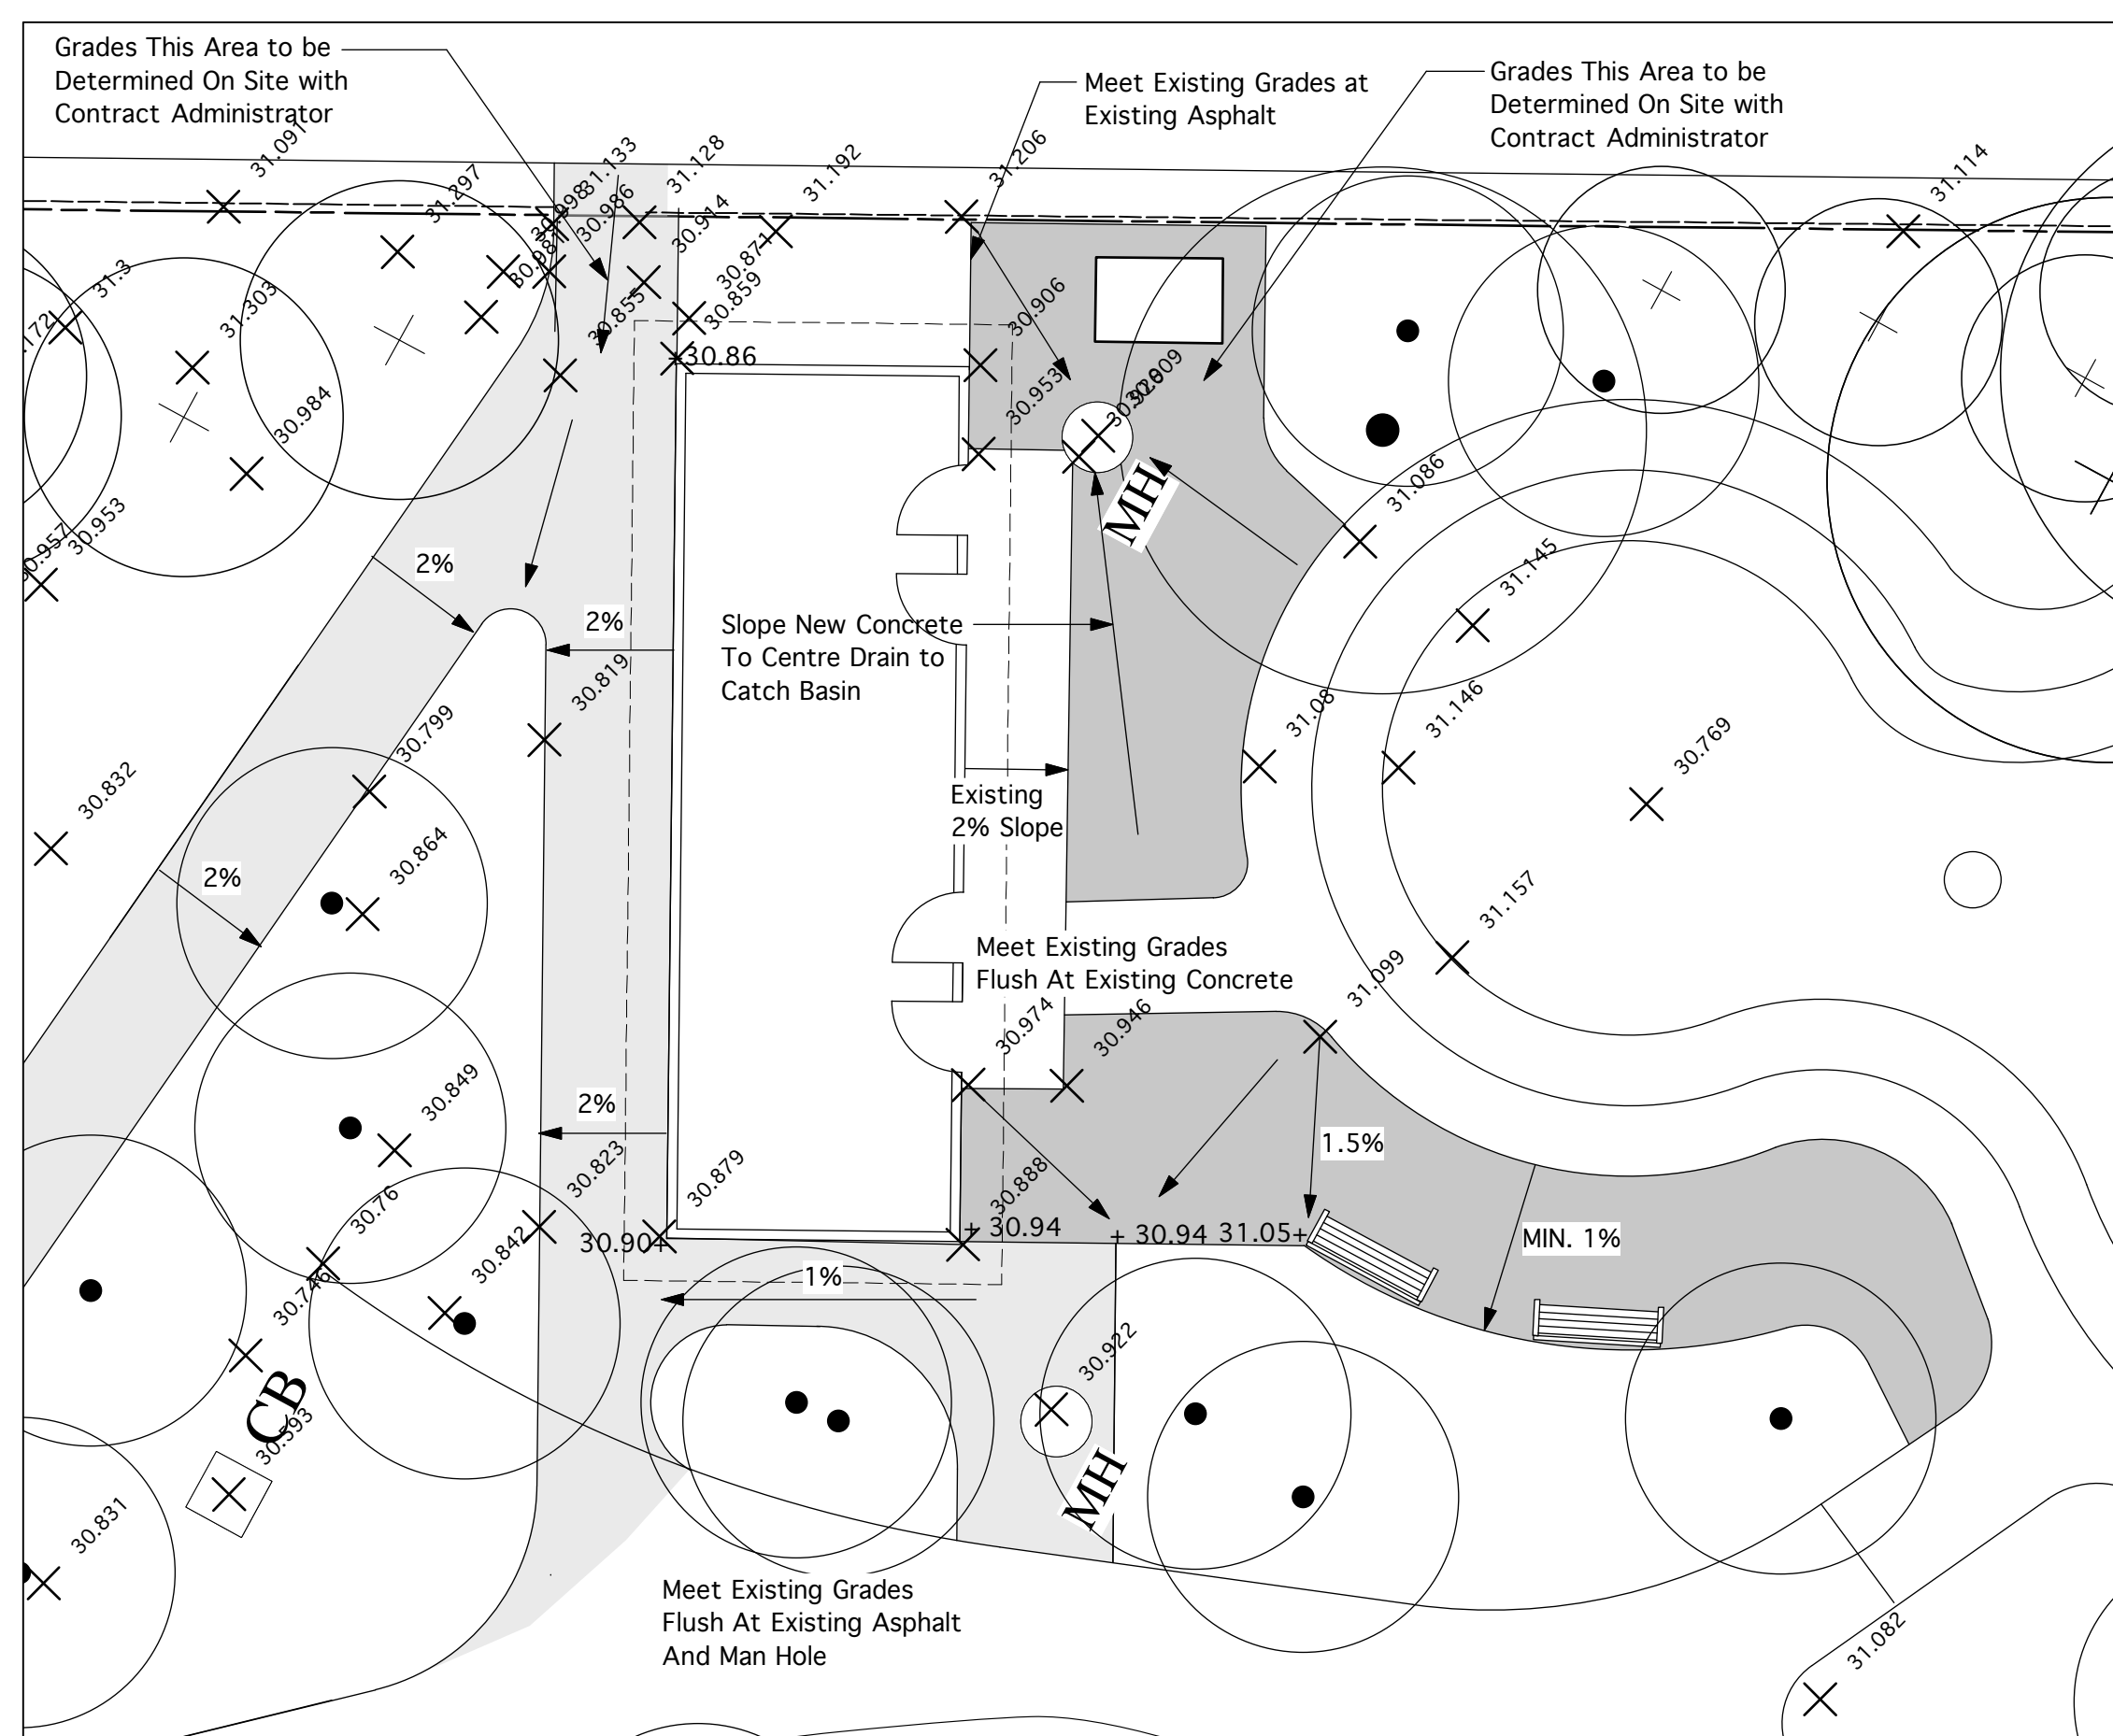 Grades This Area to be
Determined On Site with
Contract Administrator
Meet Existing Grades at
Existing Asphalt
Grades This Area to be
Determined On Site with
Contract Administrator
31.091
31.297
31.133
30.986
31.128
30.914
31.192
31.206
31.114
31.3
31.303
30.984
30.855
30.871
30.859
+30.86
30.906
30.953
30.957
30.953
MH
31.086
31.145
2%
2%
Slope New Concrete
To Centre Drain to
Catch Basin
30.819
30.799
31.08
31.146
30.769
30.832
30.864
2%
Existing
2% Slope
31.157
Meet Existing Grades
Flush At Existing Concrete
31.099
30.974
30.946
30.849
2%
1.5%
30.823
30.879
30.888
30.76
30.842
30.90+
+ 30.94
+ 30.94
31.05+
MIN. 1%
1%
30.746
30.922
CB
30.593
MH
30.831
Meet Existing Grades
Flush At Existing Asphalt
And Man Hole
31.082